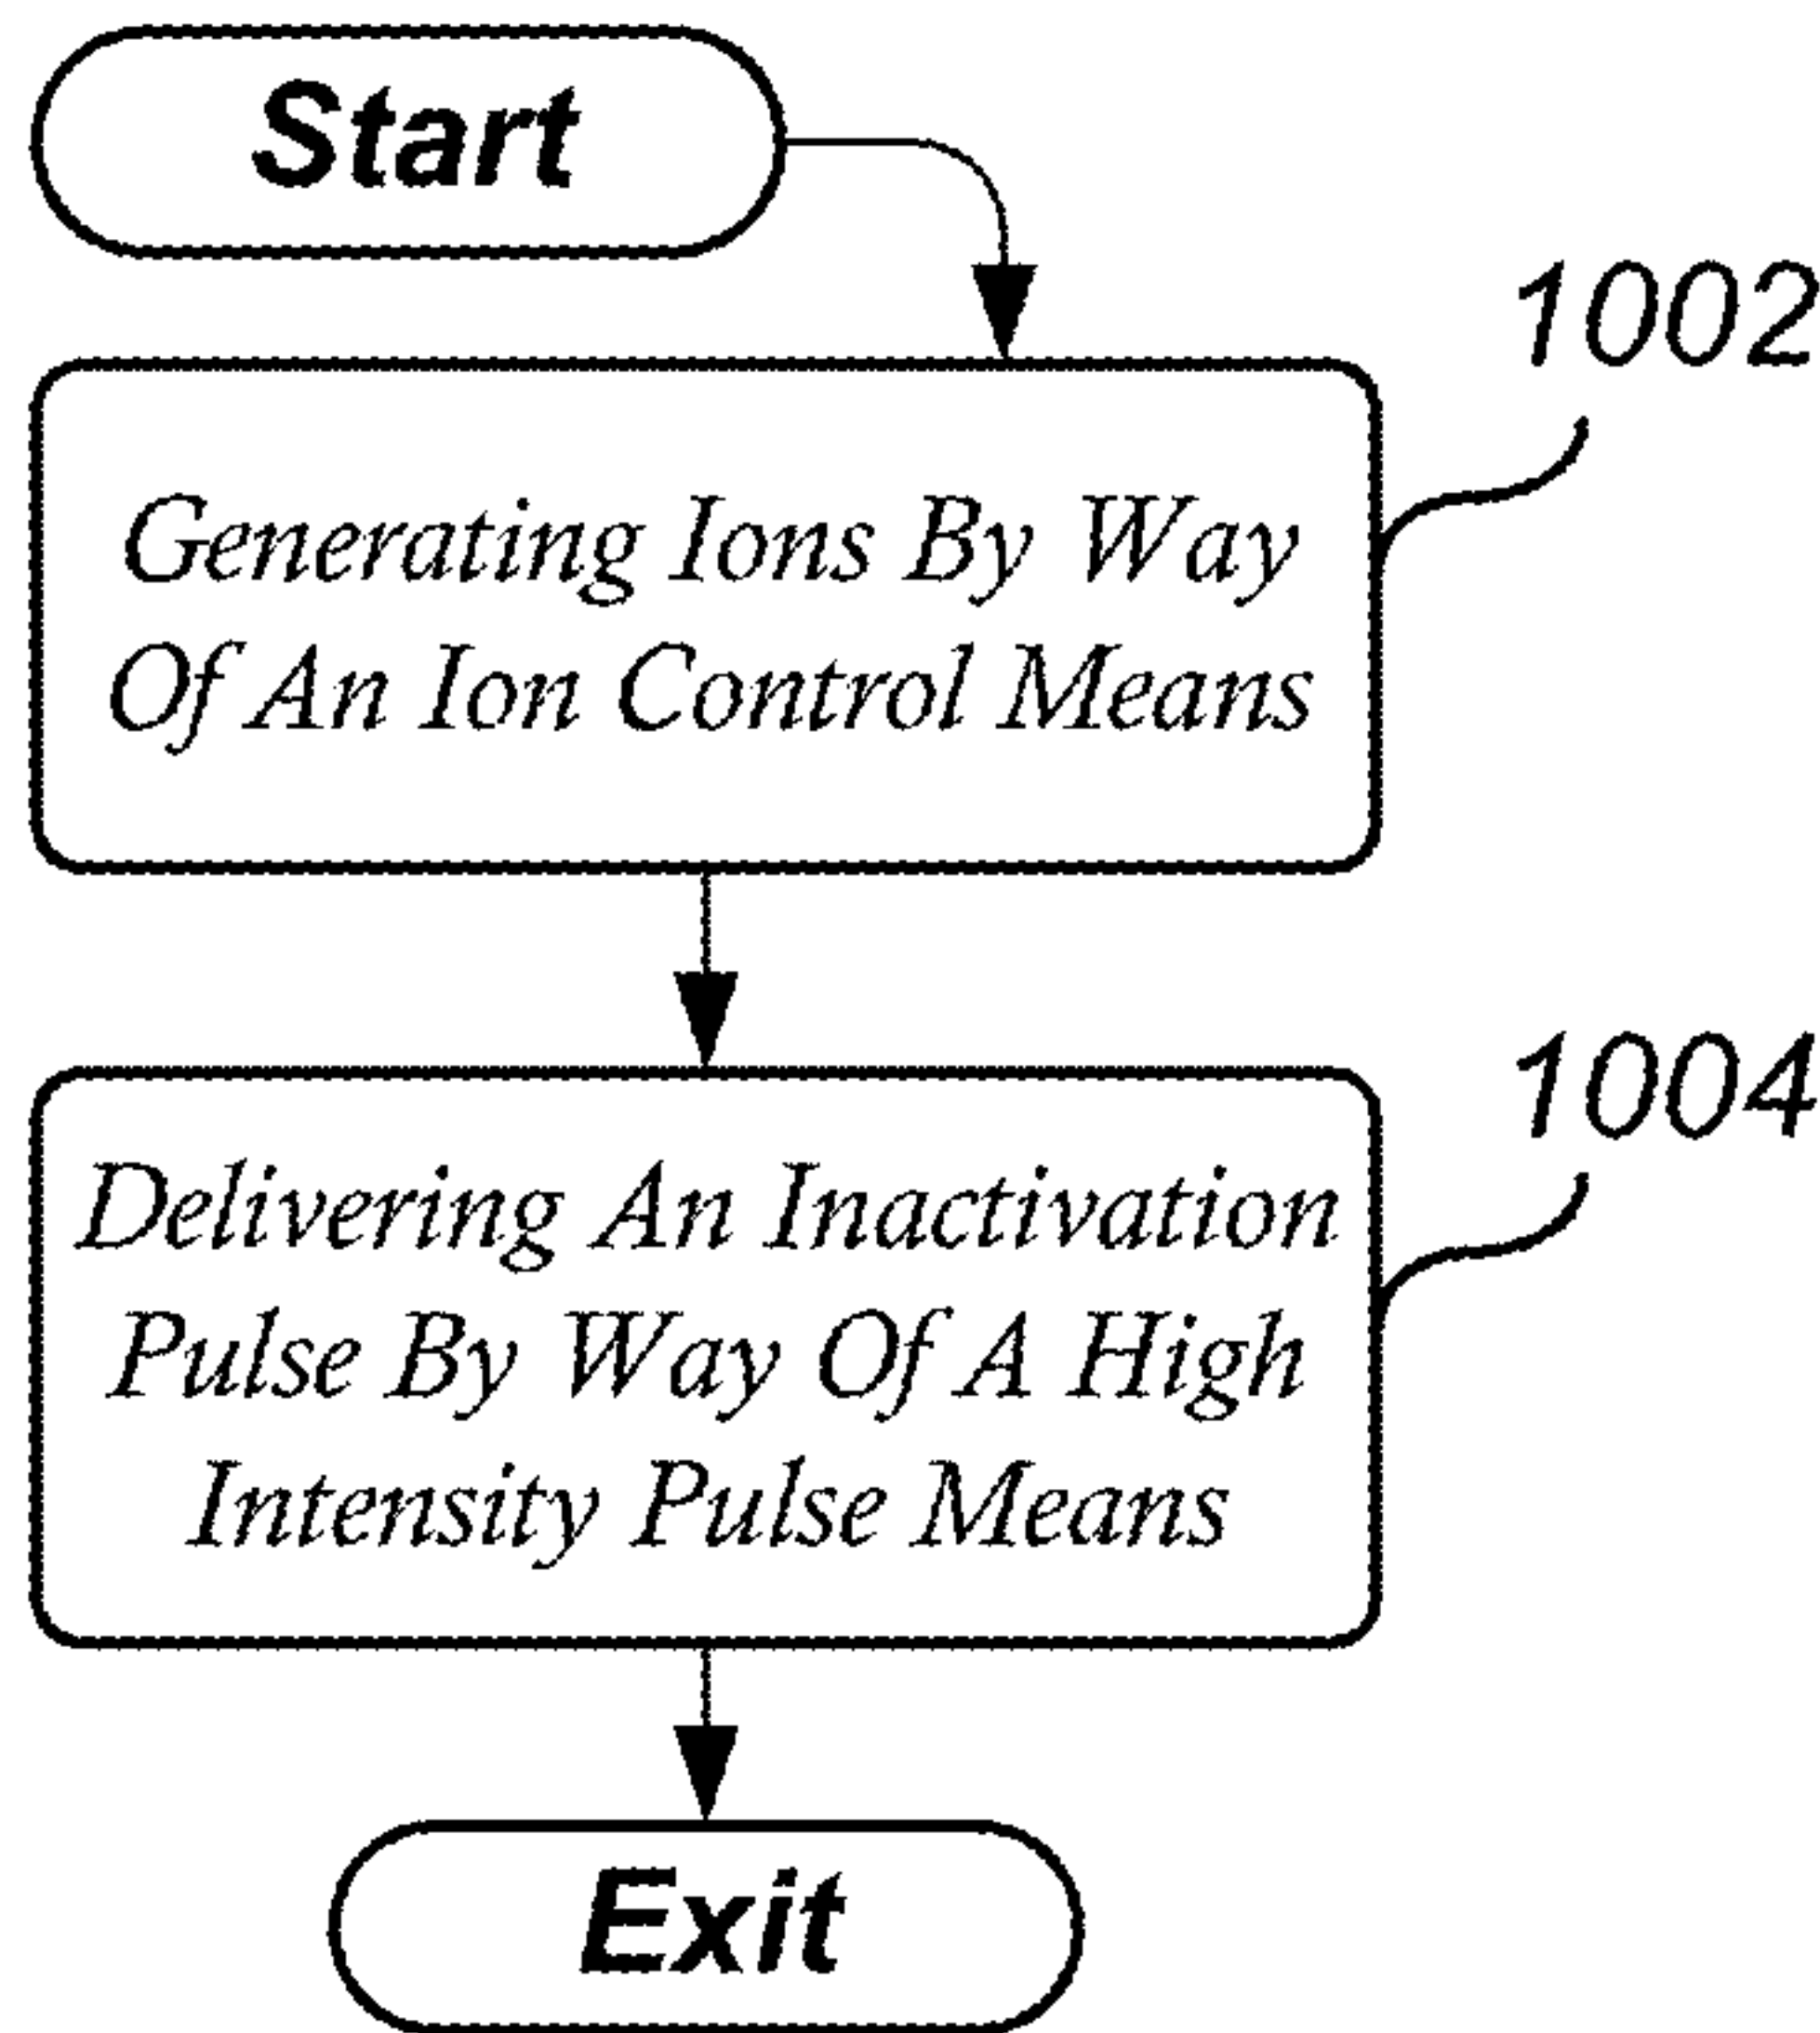 Start
1002
Generating Ions By Way
Of An Ion Control Means
1004
Delivering An Inactivation
Pulse By Way Of A High
Intensity Pulse Means
Exit